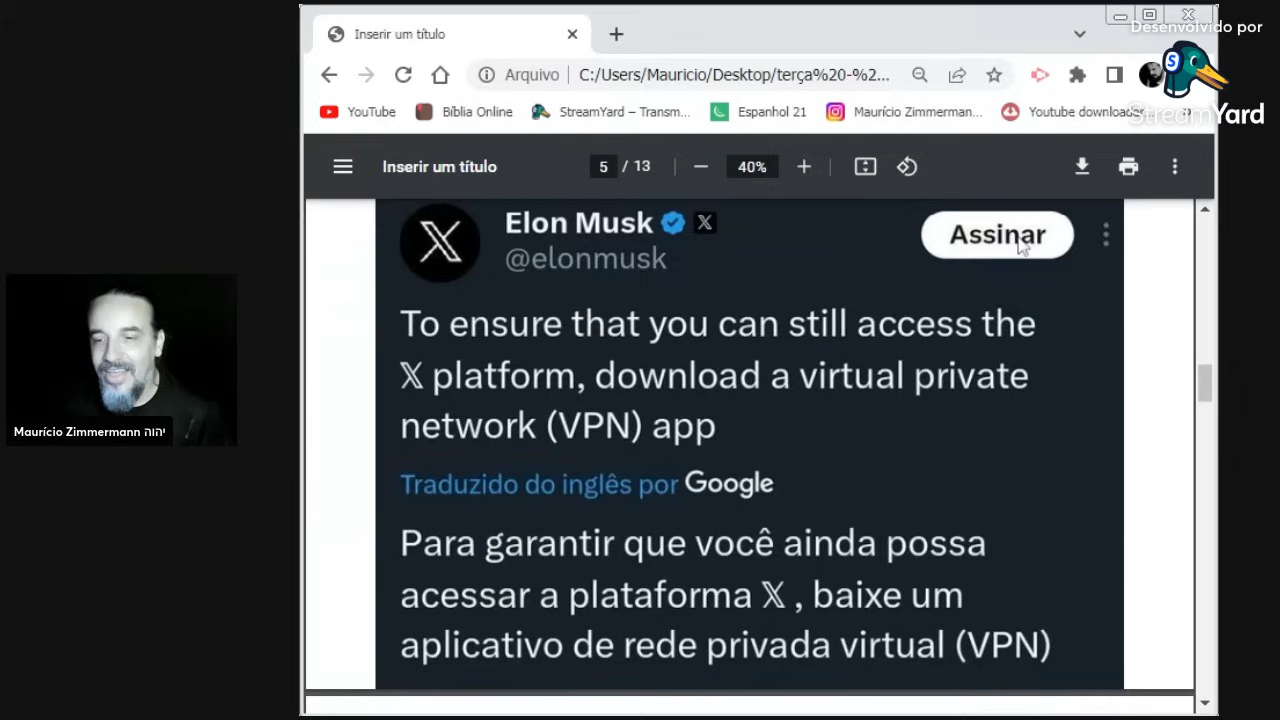 Inserir um título
Desenvolvido por
StreamYard
Arquivo
C:/Users/Mauricio/Desktop/terça%20-%2...
YouTube
Bíblia Online
StreamYard – Transm...
Espanhol 21
Maurício Zimmerman...
Youtube downloader
Inserir um título
5 / 13
40%
Elon Musk
@elonmusk
Assinar
To ensure that you can still access the
𝕏 platform, download a virtual private
network (VPN) app
Traduzido do inglês por Google
Para garantir que você ainda possa
acessar a plataforma 𝕏 , baixe um
aplicativo de rede privada virtual (VPN)
Maurício Zimmermann יהוה